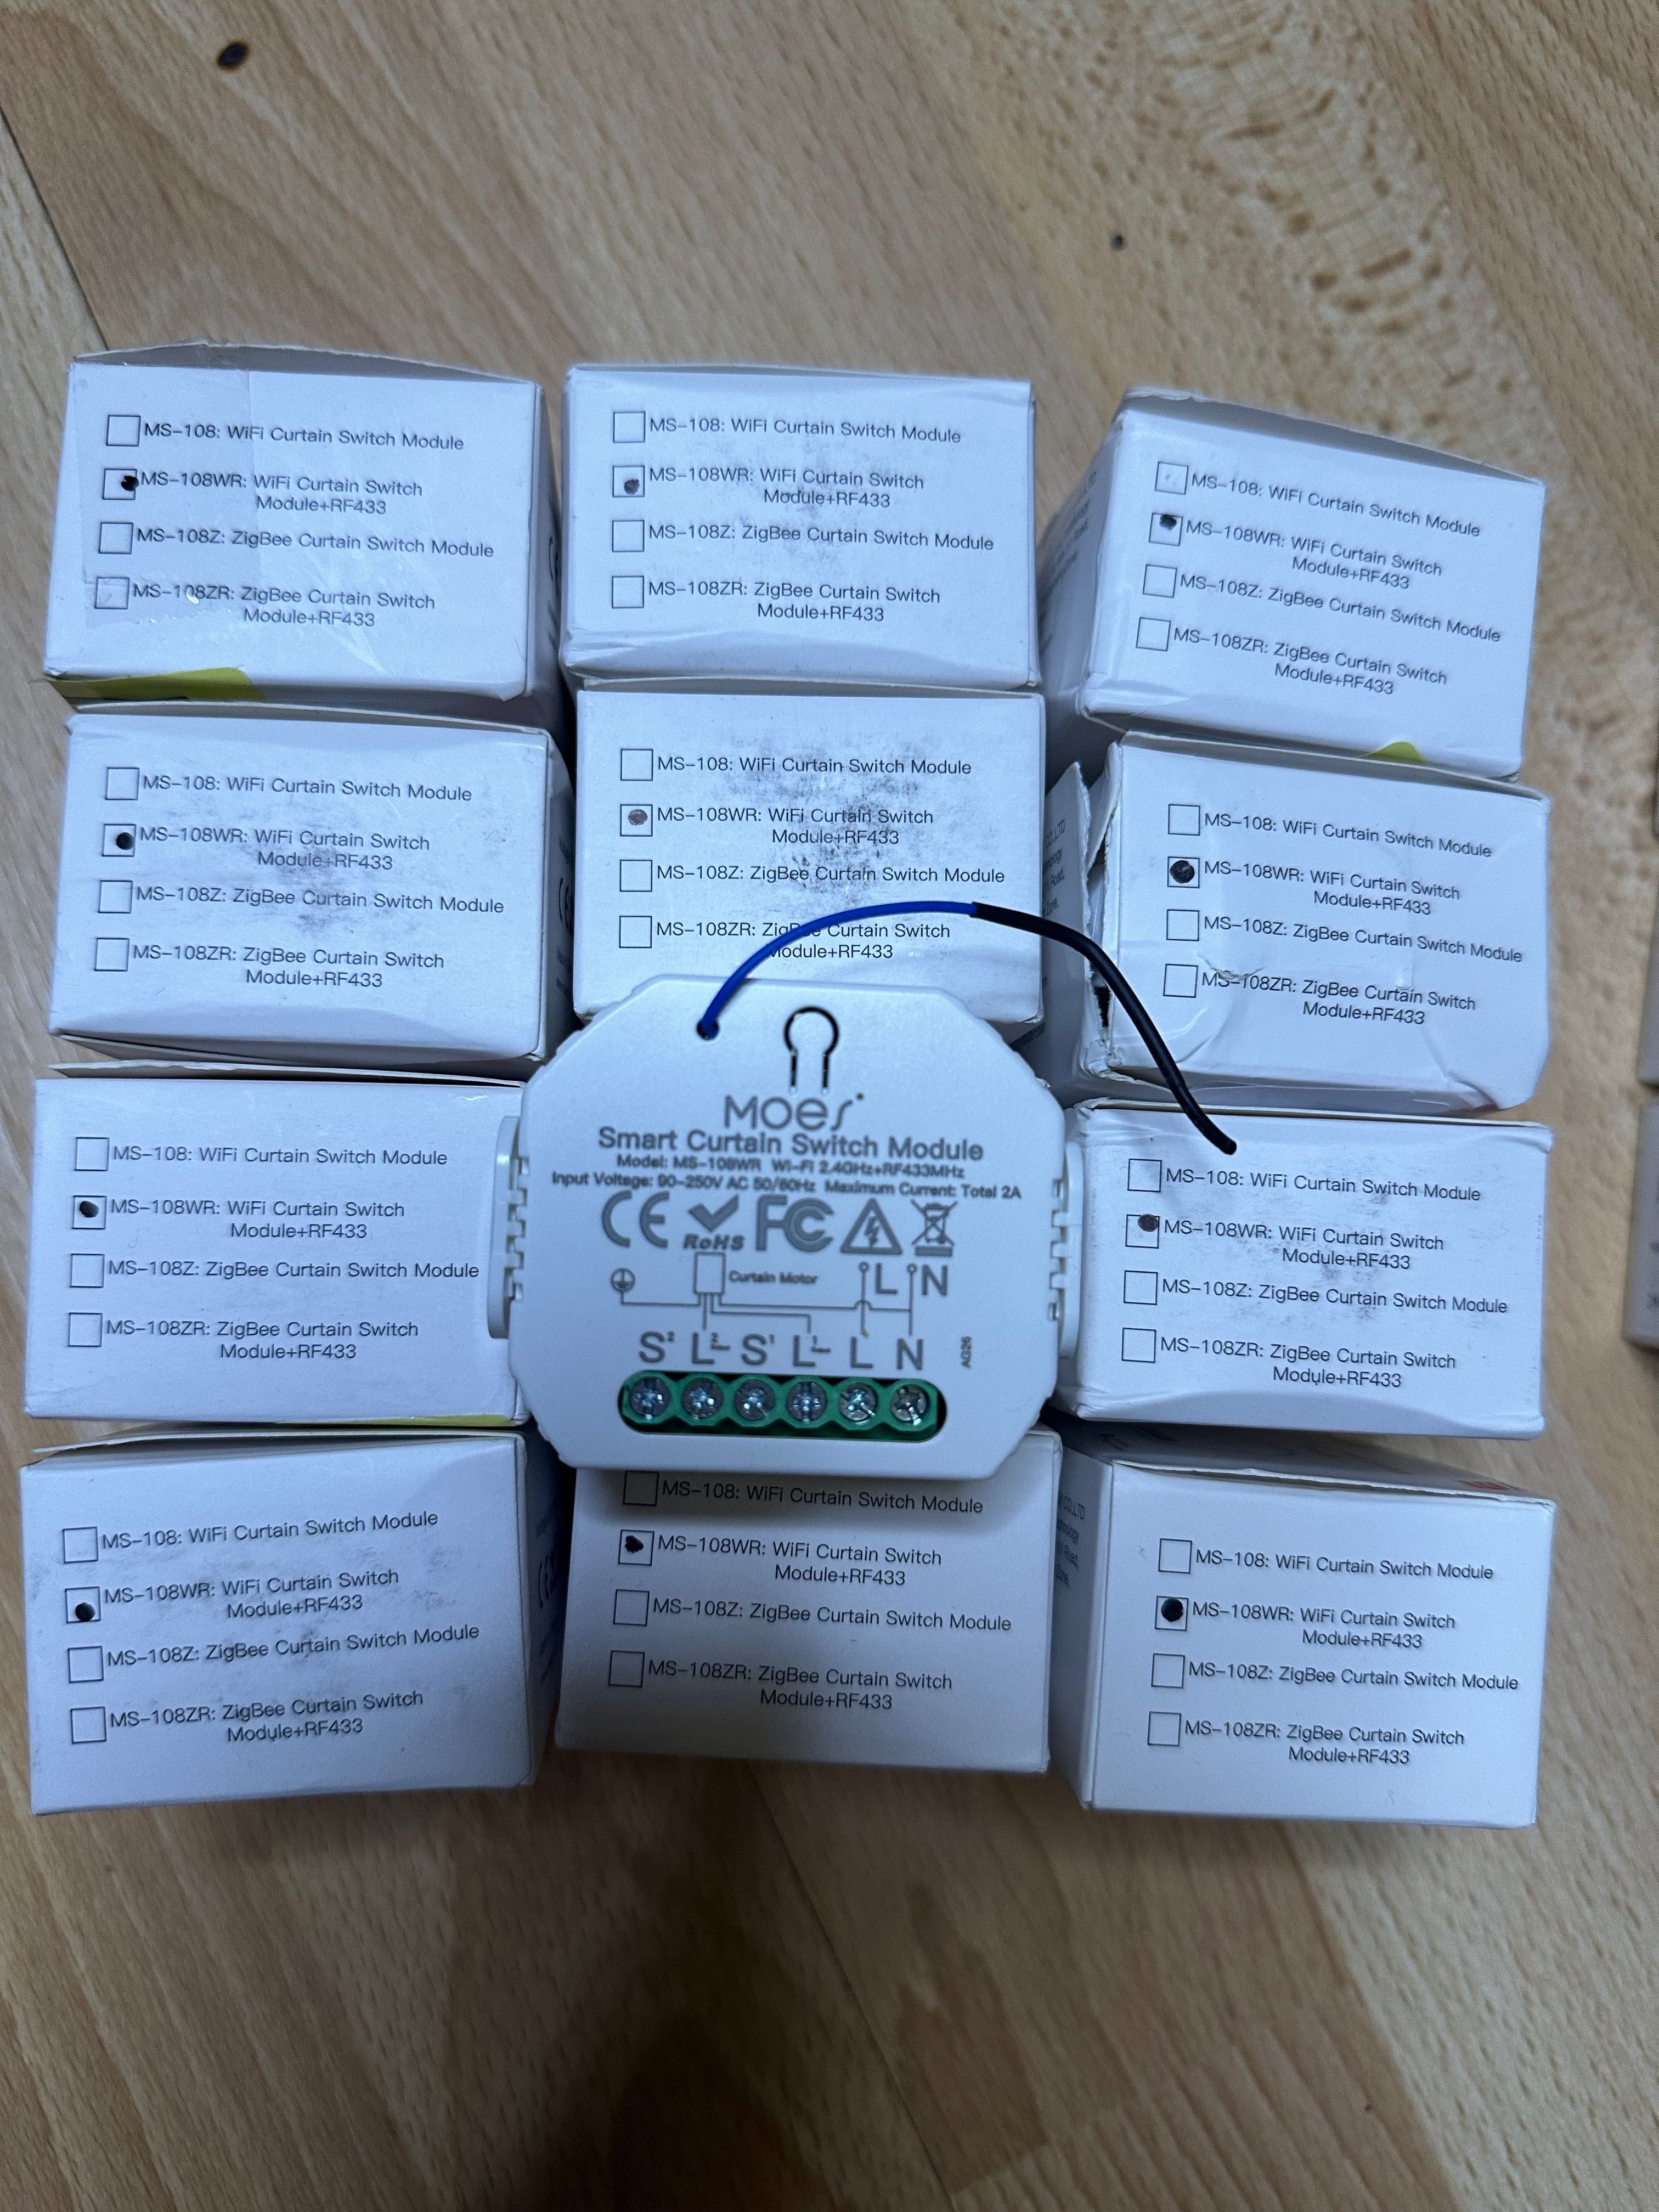 MS-108: WiFi Curtain Switch Module
MS-108WR: WiFi Curtain Switch
Module+RF433
MS-108Z: ZigBee Curtain Switch Module
MS-108ZR: ZigBee Curtain Switch
Module+RF433
MS-108: WiFi Curtain Switch Module
MS-108WR: WiFi Curtain Switch
Module+RF433
MS-108Z: ZigBee Curtain Switch Module
MS-108ZR: ZigBee Curtain Switch
Module+RF433
MS-108: WiFi Curtain Switch Module
MS-108WR: WiFi Curtain Switch
Module+RF433
MS-108Z: ZigBee Curtain Switch Module
MS-108ZR: ZigBee Curtain Switch
Module+RF433
MS-108: WiFi Curtain Switch Module
MS-108WR: WiFi Curtain Switch
Module+RF433
MS-108Z: ZigBee Curtain Switch Module
MS-108ZR: ZigBee Curtain Switch
Module+RF433
MS-108: WiFi Curtain Switch Module
MS-108WR: WiFi Curtain Switch
Module+RF433
MS-108Z: ZigBee Curtain Switch Module
MS-108ZR: ZigBee Curtain Switch
Module+RF433
CO.,LTD
Road,
MS-108: WiFi Curtain Switch Module
MS-108WR: WiFi Curtain Switch
Module+RF433
MS-108Z: ZigBee Curtain Switch Module
MS-108ZR: ZigBee Curtain Switch
Module+RF433
MS-108: WiFi Curtain Switch Module
MS-108WR: WiFi Curtain Switch
Module+RF433
MS-108Z: ZigBee Curtain Switch Module
MS-108ZR: ZigBee Curtain Switch
Module+RF433
MOES
Smart Curtain Switch Module
Model: MS-108WR Wi-Fi 2.4GHz+RF433MHz
Input Voltage: 90-250V AC 50/60Hz Maximum Current: Total 2A
CE RoHS FC
Curtain Motor L N
S² L² S¹ L¹ L N
AG26
MS-108: WiFi Curtain Switch Module
MS-108WR: WiFi Curtain Switch
Module+RF433
MS-108Z: ZigBee Curtain Switch Module
MS-108ZR: ZigBee Curtain Switch
Module+RF433
MS-108: WiFi Curtain Switch Module
MS-108WR: WiFi Curtain Switch
Module+RF433
MS-108Z: ZigBee Curtain Switch Module
MS-108ZR: ZigBee Curtain Switch
Module+RF433
MS-108: WiFi Curtain Switch Module
MS-108WR: WiFi Curtain Switch
Module+RF433
MS-108Z: ZigBee Curtain Switch Module
MS-108ZR: ZigBee Curtain Switch
Module+RF433
CO.,LTD
Road,
MS-108: WiFi Curtain Switch Module
MS-108WR: WiFi Curtain Switch
Module+RF433
MS-108Z: ZigBee Curtain Switch Module
MS-108ZR: ZigBee Curtain Switch
Module+RF433